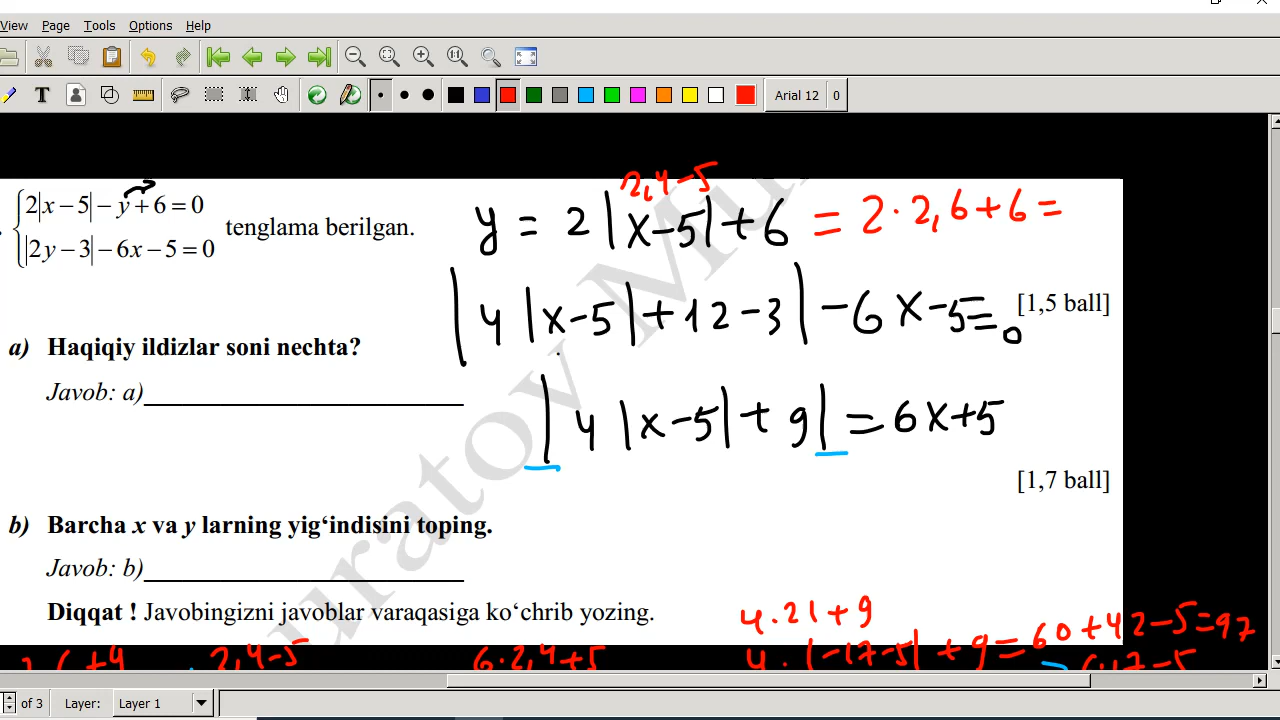 View Page Tools Options Help
Arial 12 0
2|x − 5| − y + 6 = 0
|2y − 3| − 6x − 5 = 0
tenglama berilgan.
2,4−5
y = 2|x−5|+6 = 2·2,6+6=
|4|x−5|+12−3|−6x−5=0
[1,5 ball]
a) Haqiqiy ildizlar soni nechta?
Javob: a)
|4|x−5|+9|=6x+5
[1,7 ball]
b) Barcha x va y larning yig‘indisini toping.
Javob: b)
Diqqat ! Javobingizni javoblar varaqasiga ko‘chrib yozing.
4·21+9
60+42−5=97
2,4−5
6·2,4+5
4·|−17−5|+9=
uratov Mu
of 3 Layer: Layer 1